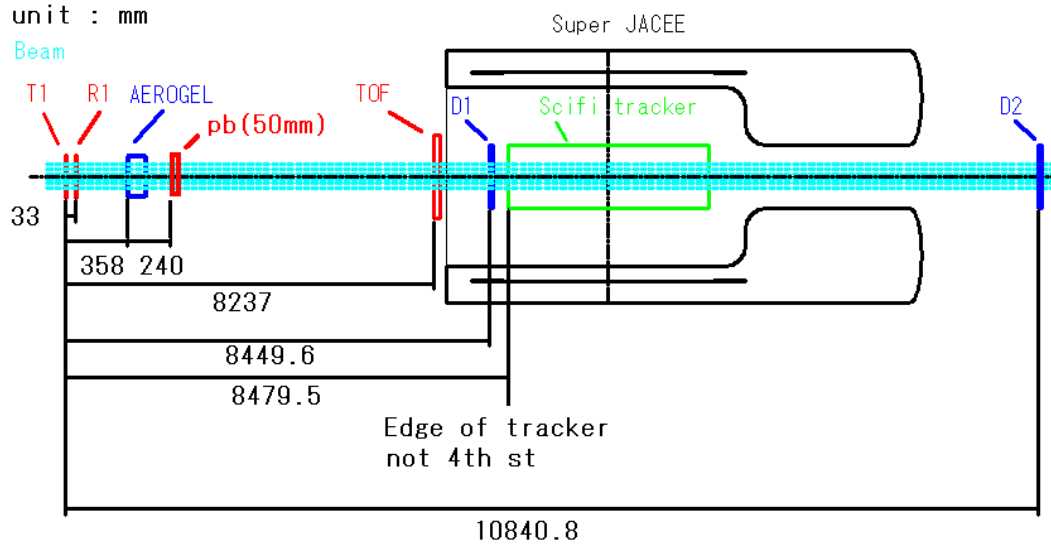 unit : mm
Super JACEE
Beam
T1 R1 AEROGEL TOF D1 Scifi tracker D2
pb(50mm)
33
358 240
8237
8449.6
8479.5
Edge of tracker
not 4th st
10840.8